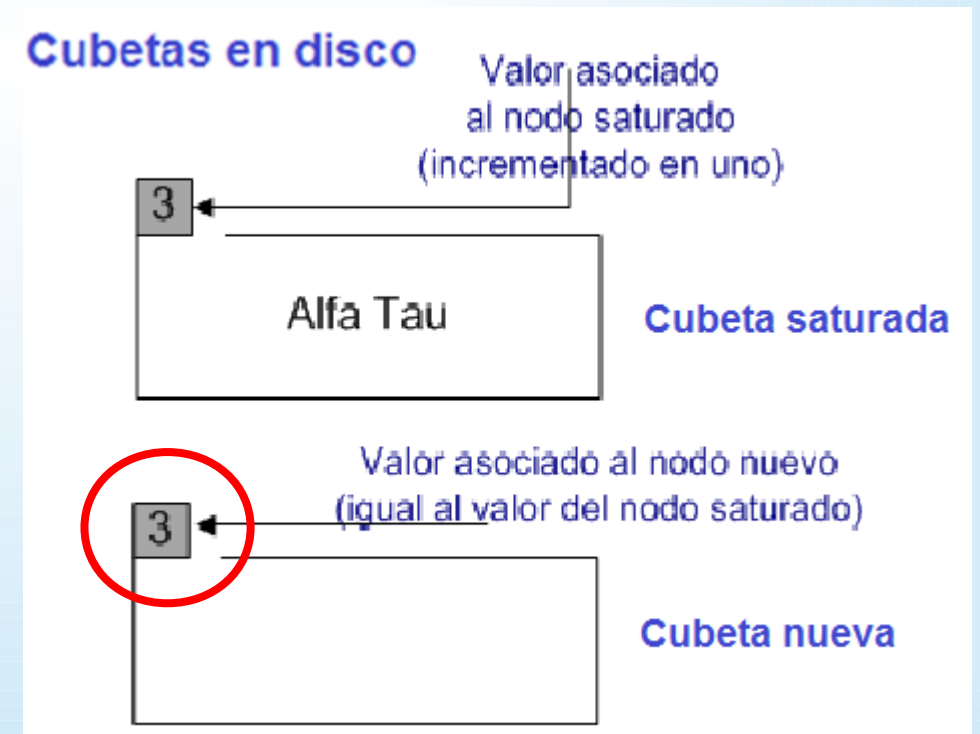 Cubetas en disco
Valor asociado
al nodo saturado
(incrementado en uno)
3
Alfa Tau
Cubeta saturada
Valor asociado al nodo nuevo
(igual al valor del nodo saturado)
3
Cubeta nueva